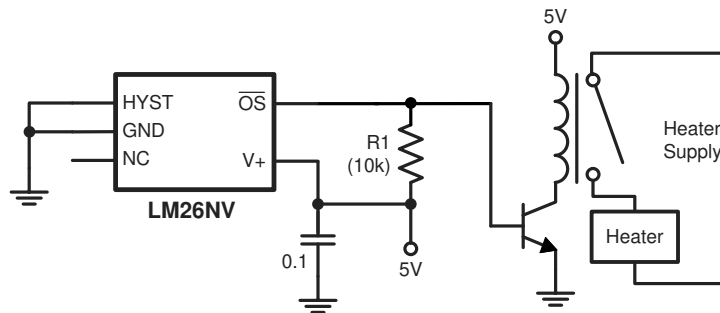 5V
HYST
OS
GND
NC
V+
LM26NV
R1
(10k)
0.1
5V
Heater
Supply
Heater